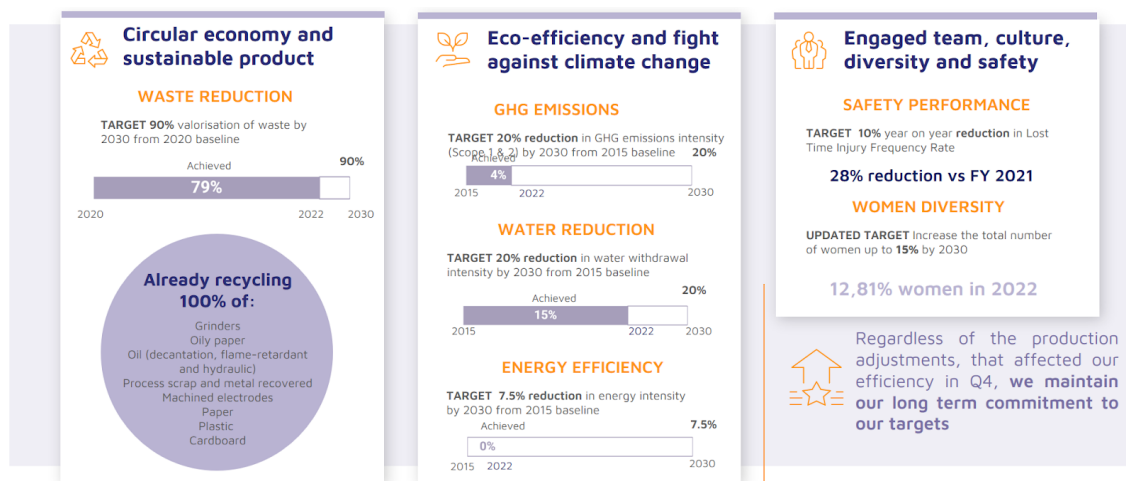 Circular economy and
sustainable product
WASTE REDUCTION
TARGET 90% valorisation of waste by
2030 from 2020 baseline
Achieved
90%
79%
2020
2022
2030
Already recycling
100% of:
Grinders
Oily paper
Oil (decantation, flame-retardant
and hydraulic)
Process scrap and metal recovered
Machined electrodes
Paper
Plastic
Cardboard
Eco-efficiency and fight
against climate change
GHG EMISSIONS
TARGET 20% reduction in GHG emissions intensity
(Scope 1 & 2) by 2030 from 2015 baseline
20%
Achieved
4%
2015
2022
2030
WATER REDUCTION
TARGET 20% reduction in water withdrawal
intensity by 2030 from 2015 baseline
20%
Achieved
15%
2015
2022
2030
ENERGY EFFICIENCY
TARGET 7.5% reduction in energy intensity
by 2030 from 2015 baseline
Achieved
7.5%
0%
2015
2022
2030
Engaged team, culture,
diversity and safety
SAFETY PERFORMANCE
TARGET 10% year on year reduction in Lost
Time Injury Frequency Rate
28% reduction vs FY 2021
WOMEN DIVERSITY
UPDATED TARGET Increase the total number
of women up to 15% by 2030
12,81% women in 2022
Regardless of the production
adjustments, that affected our
efficiency in Q4, we maintain
our long term commitment to
our targets